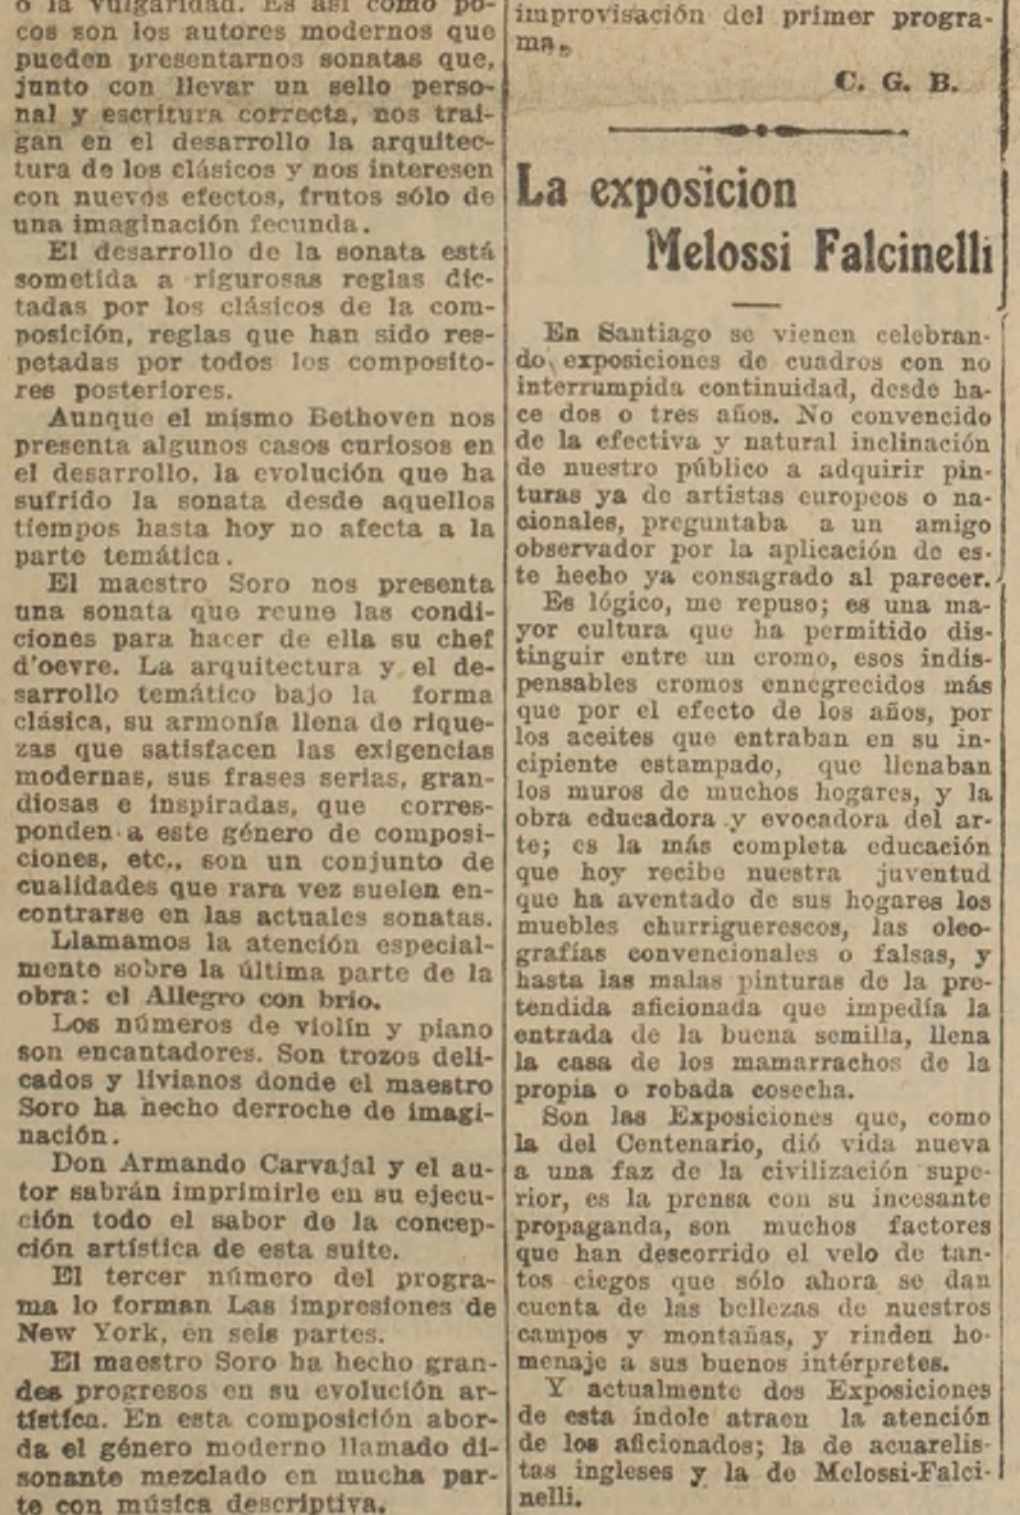 o la vulgaridad. Es así como po-
cos son los autores modernos que
pueden presentarnos sonatas que,
junto con llevar un sello perso-
nal y escritura correcta, nos trai-
gan en el desarrollo la arquitec-
tura de los clásicos y nos interesen
con nuevos efectos, frutos sólo de
una imaginación fecunda.
El desarrollo de la sonata está
sometida a rigurosas reglas dic-
tadas por los clásicos de la com-
posición, reglas que han sido res-
petadas por todos los composito-
res posteriores.
Aunque el mismo Bethoven nos
presenta algunos casos curiosos en
el desarrollo, la evolución que ha
sufrido la sonata desde aquellos
tiempos hasta hoy no afecta a la
parte temática.
El maestro Soro nos presenta
una sonata que reune las condi-
ciones para hacer de ella su chef
d'oevre. La arquitectura y el de-
sarrollo temático bajo la forma
clásica, su armonía llena de rique-
zas que satisfacen las exigencias
modernas, sus frases serias, gran-
diosas e inspiradas, que corres-
ponden a este género de composi-
ciones, etc., son un conjunto de
cualidades que rara vez suelen en-
contrarse en las actuales sonatas.
Llamamos la atención especial-
mente sobre la última parte de la
obra: el Allegro con brío.
Los números de violín y piano
son encantadores. Son trozos deli-
cados y livianos donde el maestro
Soro ha hecho derroche de imagi-
nación.
Don Armando Carvajal y el au-
tor sabrán imprimirle en su ejecu-
ción todo el sabor de la concep-
ción artística de esta suite.
El tercer número del progra-
ma lo forman Las impresiones de
New York, en seis partes.
El maestro Soro ha hecho gran-
des progresos en su evolución ar-
tística. En esta composición abor-
da el género moderno llamado di-
sonante mezclado en mucha par-
te con música descriptiva.
improvisación del primer progra-
ma.
C. G. B.
La exposicion
Melossi Falcinelli
En Santiago se vienen celebran-
do exposiciones de cuadros con no
interrumpida continuidad, desde ha-
ce dos o tres años. No convencido
de la efectiva y natural inclinación
de nuestro público a adquirir pin-
turas ya de artistas europeos o na-
cionales, preguntaba a un amigo
observador por la aplicación de es-
te hecho ya consagrado al parecer.
Es lógico, me repuso; es una ma-
yor cultura que ha permitido dis-
tinguir entre un cromo, esos indis-
pensables cromos ennegrecidos más
que por el efecto de los años, por
los aceites que entraban en su in-
cipiente estampado, que llenaban
los muros de muchos hogares, y la
obra educadora y evocadora del ar-
te; es la más completa educación
que hoy recibe nuestra juventud
que ha aventado de sus hogares los
muebles churriguerescos, las oleo-
grafías convencionales o falsas, y
hasta las malas pinturas de la pre-
tendida aficionada que impedía la
entrada de la buena semilla, llena
la casa de los mamarrachos de la
propia o robada cosecha.
Son las Exposiciones que, como
la del Centenario, dió vida nueva
a una faz de la civilización supe-
rior, es la prensa con su incesante
propaganda, son muchos factores
que han descorrido el velo de tan-
tos ciegos que sólo ahora se dan
cuenta de las bellezas de nuestros
campos y montañas, y rinden ho-
menaje a sus buenos intérpretes.
Y actualmente dos Exposiciones
de esta índole atraen la atención
de los aficionados; la de acuarelis-
tas ingleses y la de Melossi-Falci-
nelli.